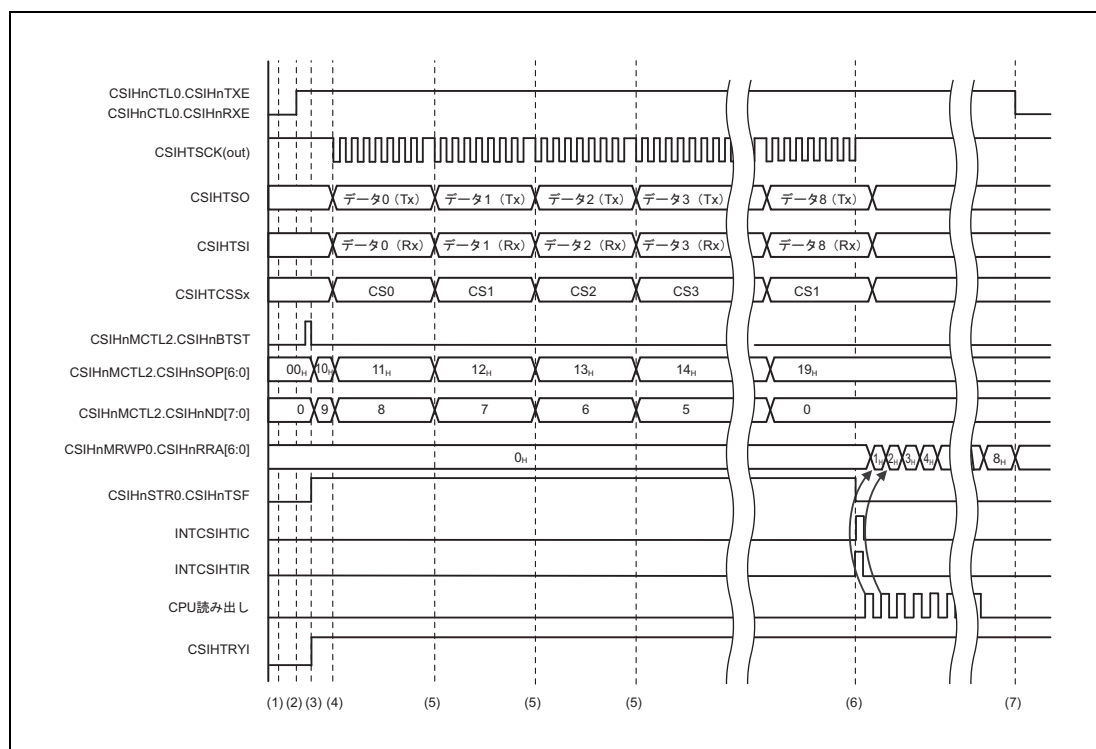 CSIHnCTL0.CSIHnTXE
CSIHnCTL0.CSIHnRXE
CSIHTSCK(out)
CSIHTSO データ0（Tx） データ1（Tx） データ2（Tx） データ3（Tx） データ8（Tx）
CSIHTSI データ0（Rx） データ1（Rx） データ2（Rx） データ3（Rx） データ8（Rx）
CSIHTCSSx CS0 CS1 CS2 CS3 CS1
CSIHnMCTL2.CSIHnBTST
CSIHnMCTL2.CSIHnSOP[6:0] 00H 10H 11H 12H 13H 14H 19H
CSIHnMCTL2.CSIHnND[7:0] 0 9 8 7 6 5 0
CSIHnMRWP0.CSIHnRRA[6:0] 0H 1H 2H 3H 4H 8H
CSIHnSTR0.CSIHnTSF
INTCSIHTIC
INTCSIHTIR
CPU読み出し
CSIHTRYI
(1) (2) (3) (4) (5) (5) (5) (6) (7)